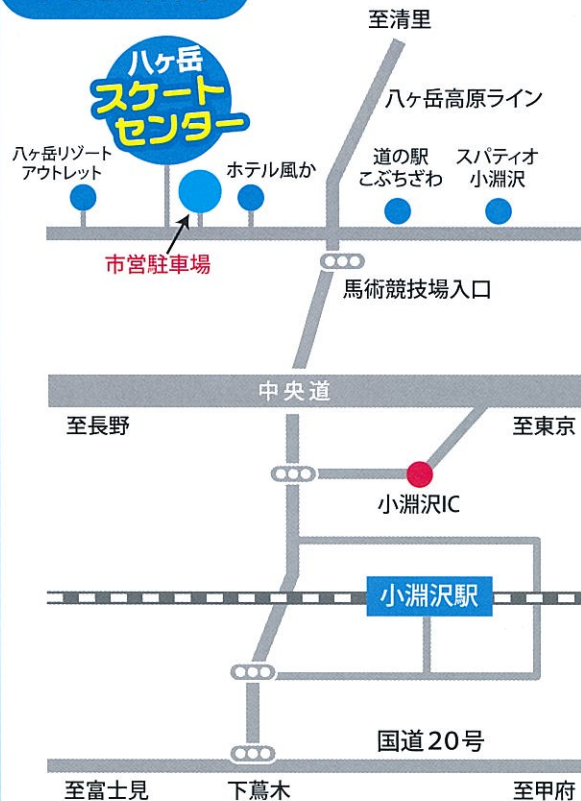 至清里
八ヶ岳
スケート
センター
八ヶ岳高原ライン
八ヶ岳リゾート
アウトレット
ホテル風か
道の駅
こぶちざわ
スパティオ
小淵沢
市営駐車場
馬術競技場入口
中央道
至長野
至東京
小淵沢IC
小淵沢駅
国道20号
至富士見
下蔦木
至甲府